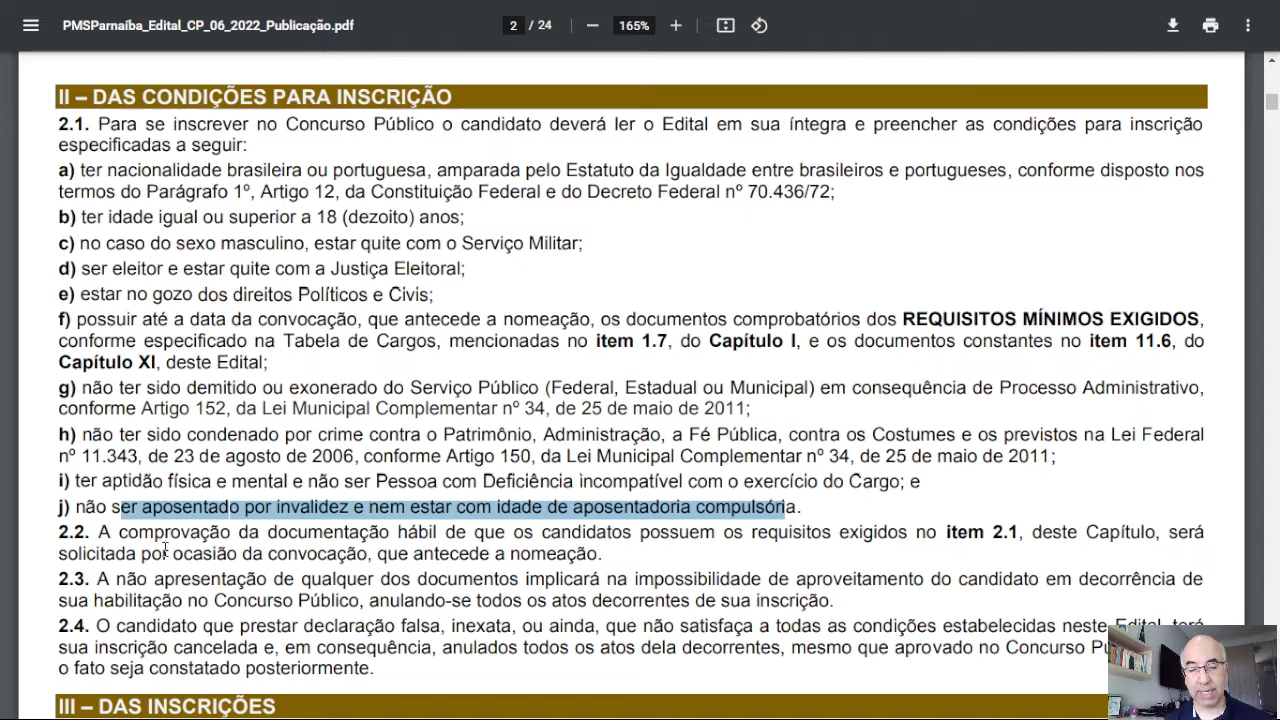 PMSParnaíba_Edital_CP_06_2022_Publicação.pdf
2 / 24
165%
II – DAS CONDIÇÕES PARA INSCRIÇÃO
2.1. Para se inscrever no Concurso Público o candidato deverá ler o Edital em sua íntegra e preencher as condições para inscrição
especificadas a seguir:
a) ter nacionalidade brasileira ou portuguesa, amparada pelo Estatuto da Igualdade entre brasileiros e portugueses, conforme disposto nos
termos do Parágrafo 1º, Artigo 12, da Constituição Federal e do Decreto Federal nº 70.436/72;
b) ter idade igual ou superior a 18 (dezoito) anos;
c) no caso do sexo masculino, estar quite com o Serviço Militar;
d) ser eleitor e estar quite com a Justiça Eleitoral;
e) estar no gozo dos direitos Políticos e Civis;
f) possuir até a data da convocação, que antecede a nomeação, os documentos comprobatórios dos REQUISITOS MÍNIMOS EXIGIDOS,
conforme especificado na Tabela de Cargos, mencionadas no item 1.7, do Capítulo I, e os documentos constantes no item 11.6, do
Capítulo XI, deste Edital;
g) não ter sido demitido ou exonerado do Serviço Público (Federal, Estadual ou Municipal) em consequência de Processo Administrativo,
conforme Artigo 152, da Lei Municipal Complementar nº 34, de 25 de maio de 2011;
h) não ter sido condenado por crime contra o Patrimônio, Administração, a Fé Pública, contra os Costumes e os previstos na Lei Federal
nº 11.343, de 23 de agosto de 2006, conforme Artigo 150, da Lei Municipal Complementar nº 34, de 25 de maio de 2011;
i) ter aptidão física e mental e não ser Pessoa com Deficiência incompatível com o exercício do Cargo; e
j) não ser aposentado por invalidez e nem estar com idade de aposentadoria compulsória.
2.2. A comprovação da documentação hábil de que os candidatos possuem os requisitos exigidos no item 2.1, deste Capítulo, será
solicitada por ocasião da convocação, que antecede a nomeação.
2.3. A não apresentação de qualquer dos documentos implicará na impossibilidade de aproveitamento do candidato em decorrência de
sua habilitação no Concurso Público, anulando-se todos os atos decorrentes de sua inscrição.
2.4. O candidato que prestar declaração falsa, inexata, ou ainda, que não satisfaça a todas as condições estabelecidas neste Edital, terá
sua inscrição cancelada e, em consequência, anulados todos os atos dela decorrentes, mesmo que aprovado no Concurso
o fato seja constatado posteriormente.
III – DAS INSCRIÇÕES